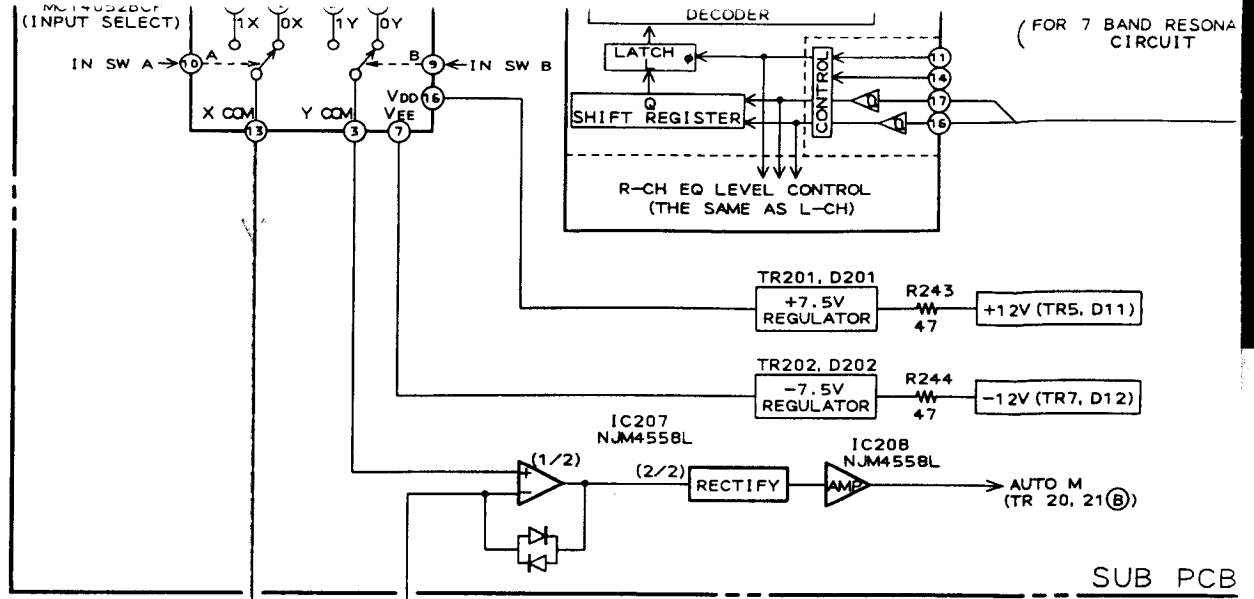 (INPUT SELECT)
1X 0X 1Y 0Y
IN SW A 10 A
B 9 IN SW B
VDD 16
X COM Y COM VEE
13 3 7
DECODER
LATCH
Q
SHIFT REGISTER
CONTROL
11
14
17
16
(FOR 7 BAND RESONA
CIRCUIT
R-CH EQ LEVEL CONTROL
(THE SAME AS L-CH)
TR201, D201
+7.5V
REGULATOR
R243
47
+12V (TR5, D11)
TR202, D202
-7.5V
REGULATOR
R244
47
-12V (TR7, D12)
IC207
NJM4558L
(1/2)
+
-
(2/2)
RECTIFY
IC208
NJM4558L
AMP
AUTO M
(TR 20, 21 B)
SUB PCB